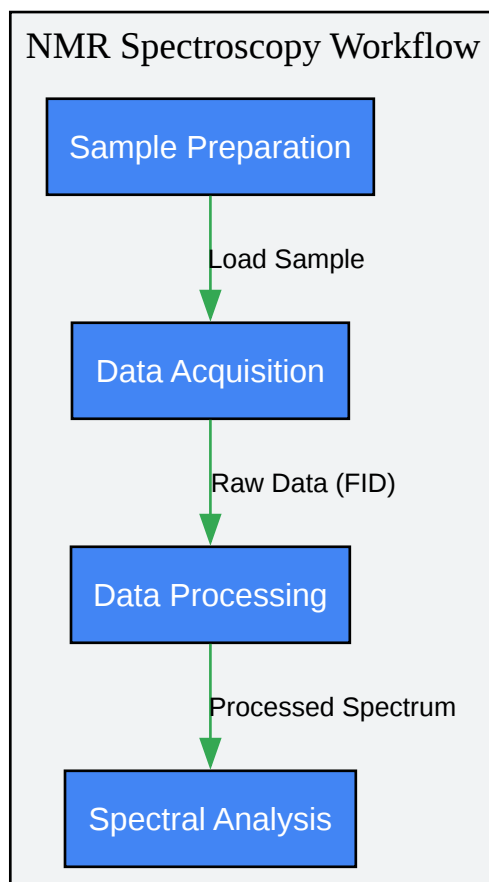 NMR Spectroscopy Workflow
Sample Preparation
Load Sample
Data Acquisition
Raw Data (FID)
Data Processing
Processed Spectrum
Spectral Analysis